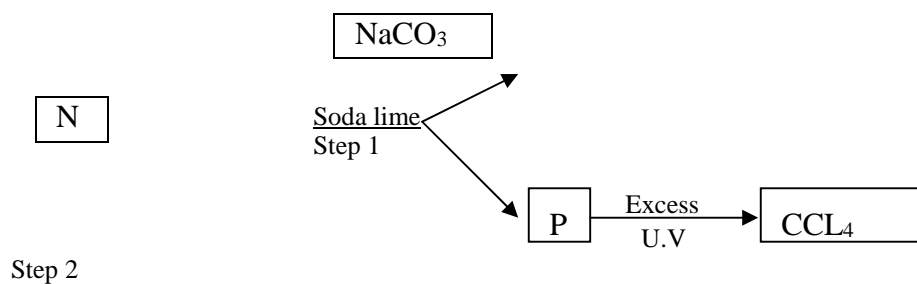 NaCO₃
N
Soda lime
Step 1
P
Excess
U.V
CCL₄
Step 2